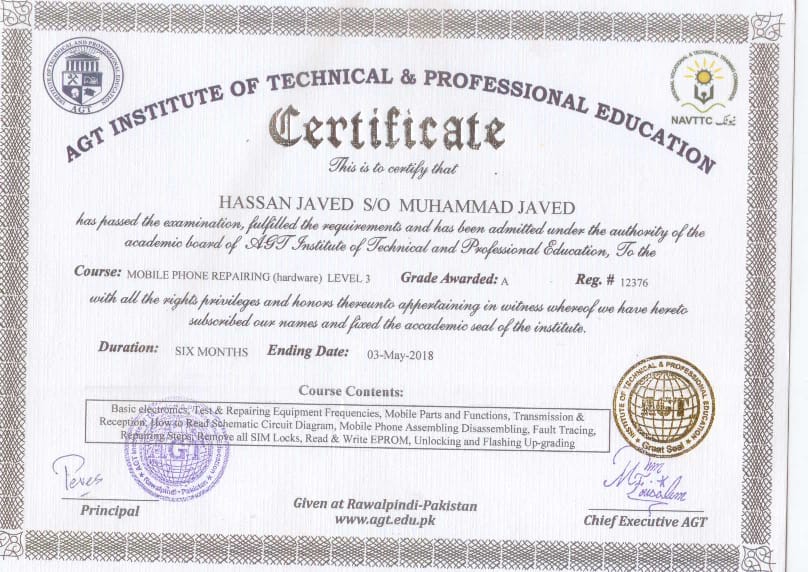 AGT INSTITUTE OF TECHNICAL & PROFESSIONAL EDUCATION
INSTITUTE OF TECHNICAL AND PROFESSIONAL EDUCATION
AGT
NAVTTC
Certificate
This is to certify that
HASSAN JAVED S/O MUHAMMAD JAVED
has passed the examination, fulfilled the requirements and has been admitted under the authority of the
academic board of AGT Institute of Technical and Professional Education, To the
Course: MOBILE PHONE REPAIRING (hardware) LEVEL 3 Grade Awarded: A Reg. # 12376
with all the rights privileges and honors thereunto appertaining in witness whereof we have hereto
subscribed our names and fixed the accademic seal of the institute.
Duration: SIX MONTHS Ending Date: 03-May-2018
Course Contents:
Basic electronics, Test & Repairing Equipment Frequencies, Mobile Parts and Functions, Transmission &
Reception, How to Read Schematic Circuit Diagram, Mobile Phone Assembling Disassembling, Fault Tracing,
Repairing Steps, Remove all SIM Locks, Read & Write EPROM, Unlocking and Flashing Up-grading
INSTITUTE OF TECHNICAL & PROFESSIONAL EDUCATION
AGT
Great Seal
AGT
Rawalpindi - Pakistan
Principal
Given at Rawalpindi-Pakistan
www.agt.edu.pk
Chief Executive AGT